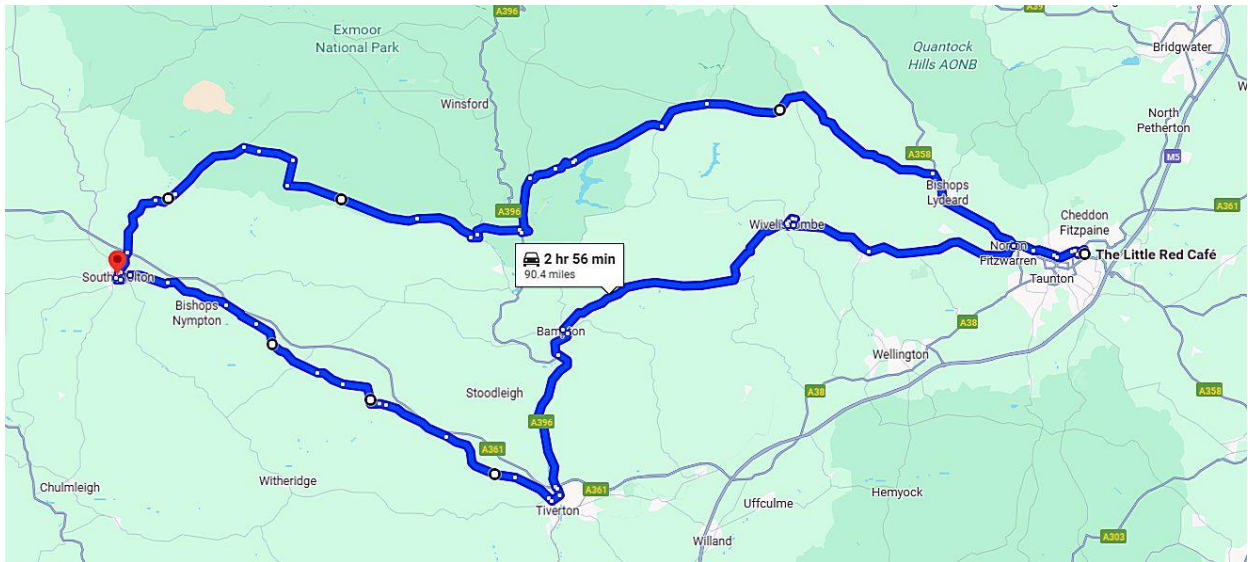 A396
A39
Exmoor
National Park
Quantock
Hills AONB
Bridgwater
Winsford
North
Petherton
A358
M5
Bishops
Lydeard
A396
A361
Cheddon
Fitzpaine
Norton
Fitzwarren
The Little Red Café
Taunton
2 hr 56 min
90.4 miles
Bishops
Nympton
A38
Wellington
Stoodleigh
A38
A358
A396
A361
Chulmleigh
Witheridge
A361
Tiverton
Uffculme
Hemyock
Willand
A303